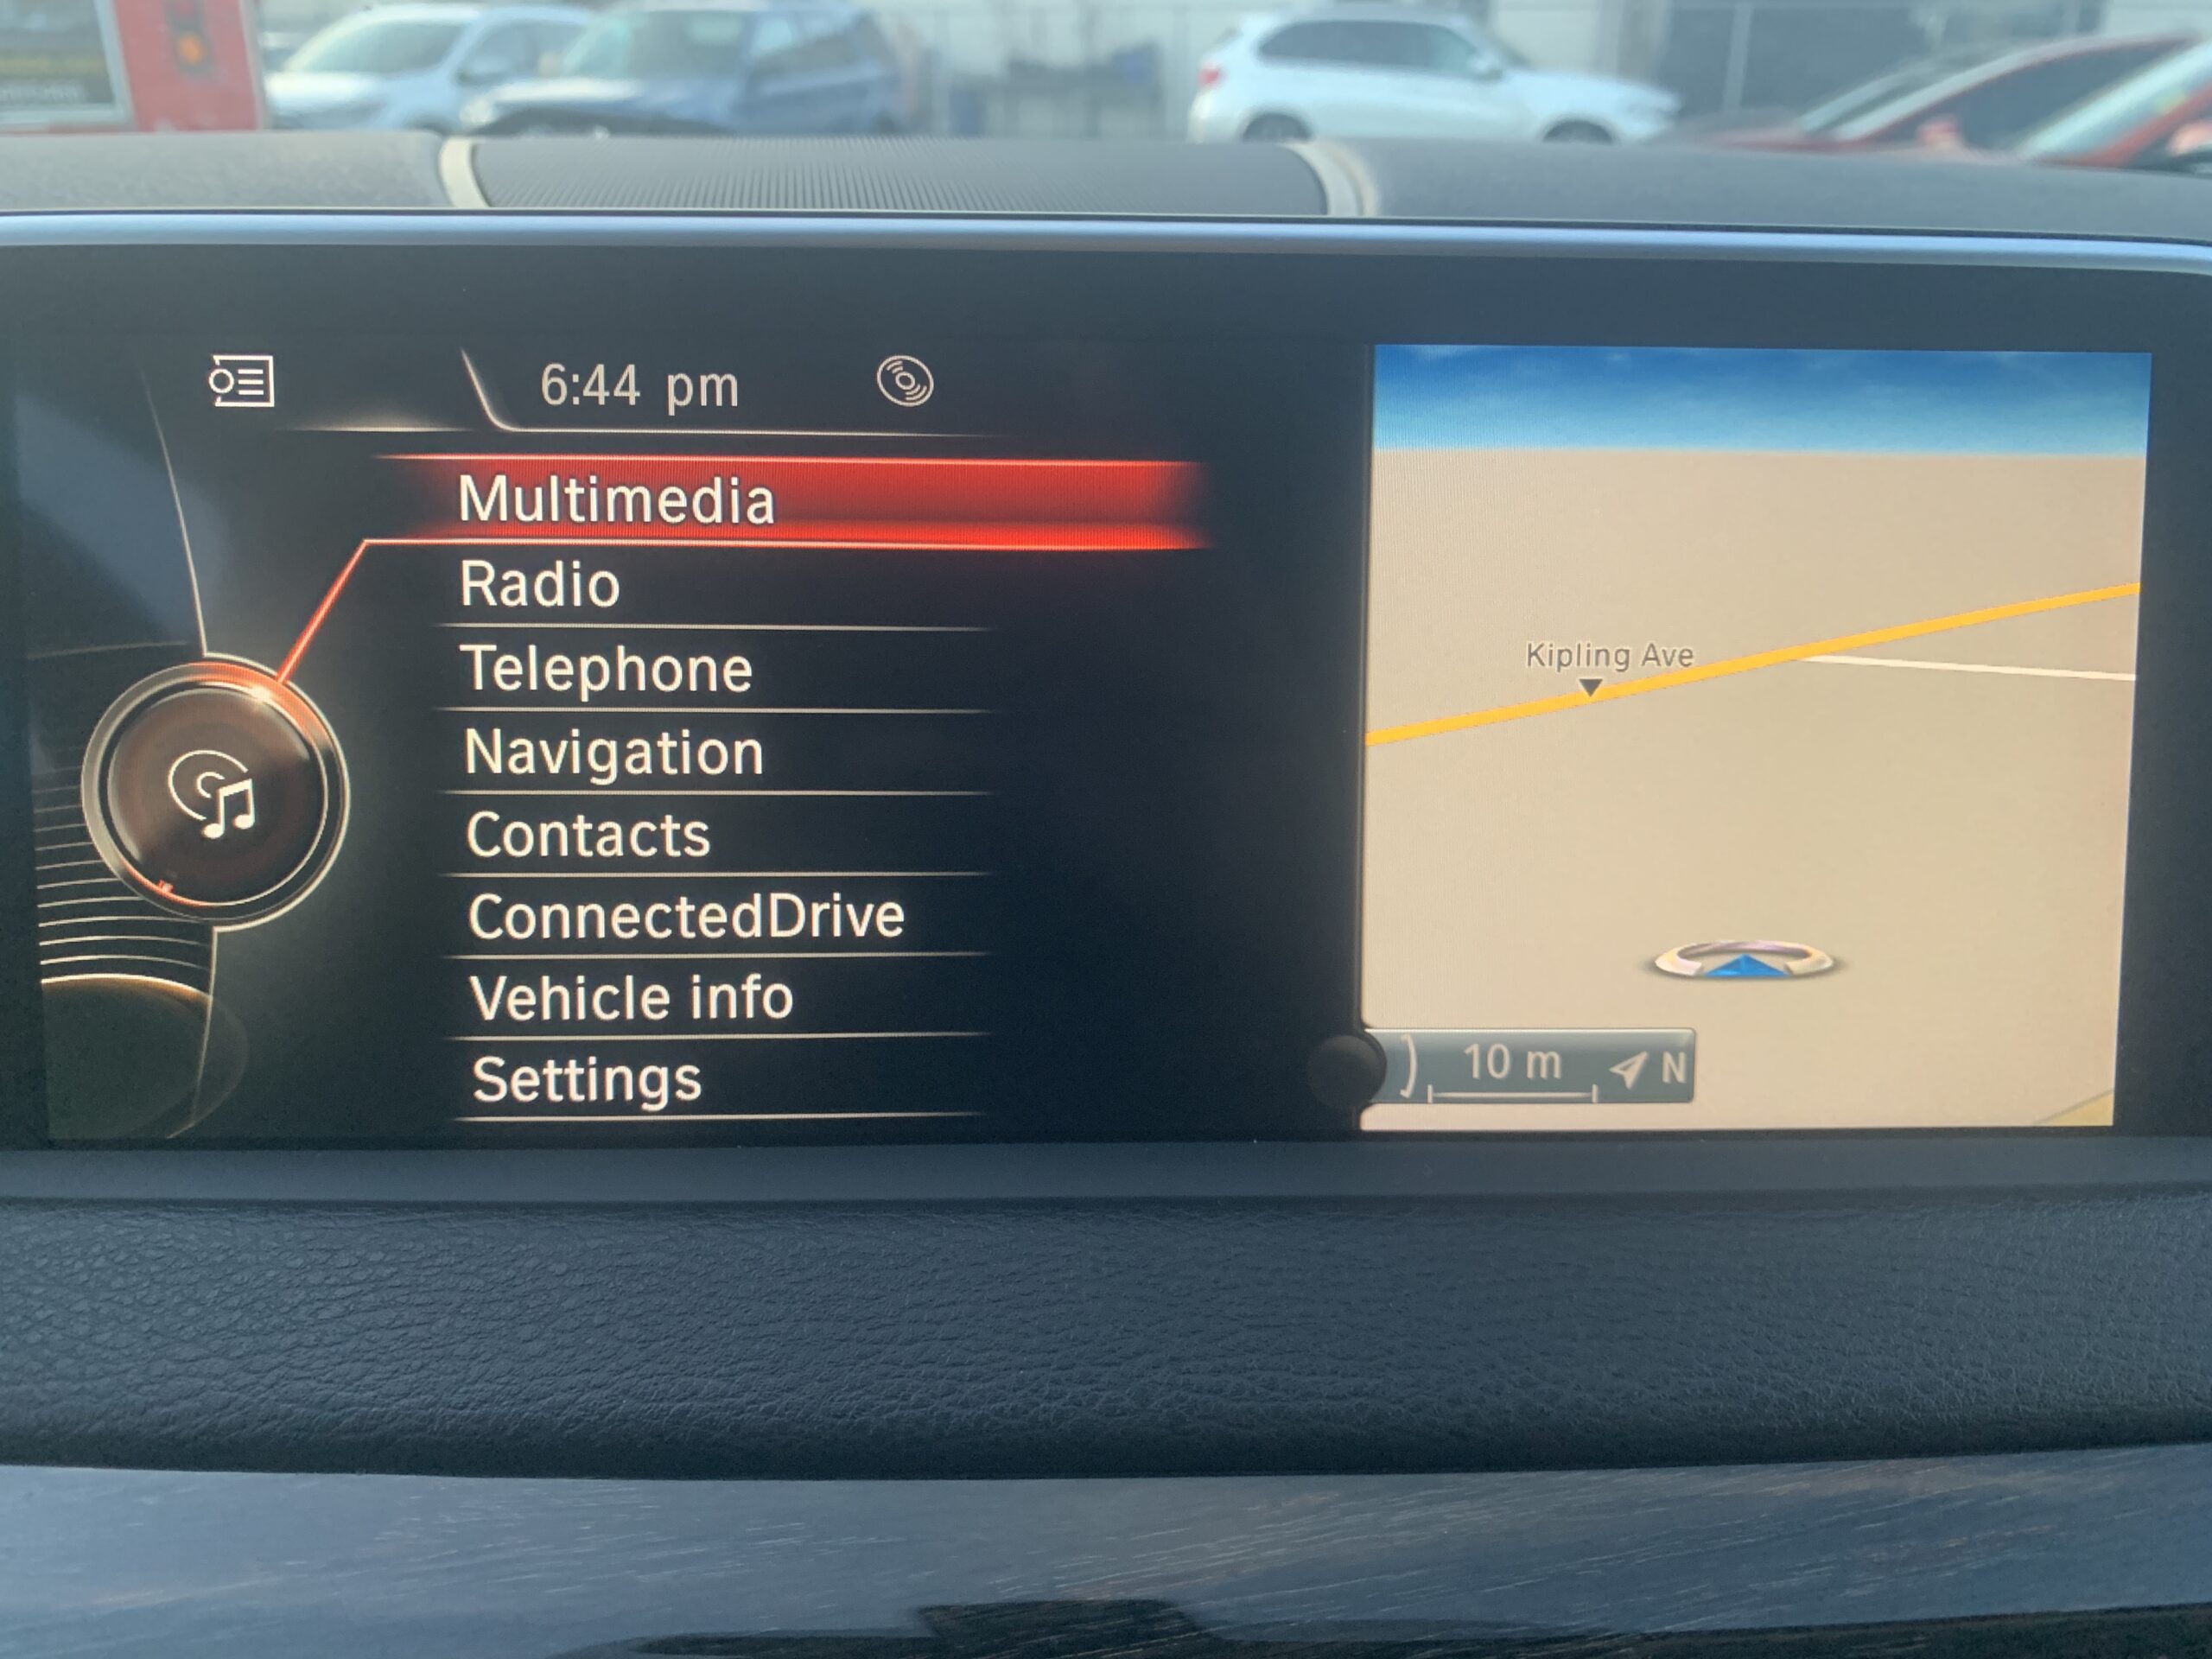 6:44 pm
Multimedia
Radio
Telephone
Navigation
Contacts
ConnectedDrive
Vehicle info
Settings
Kipling Ave
10 m N